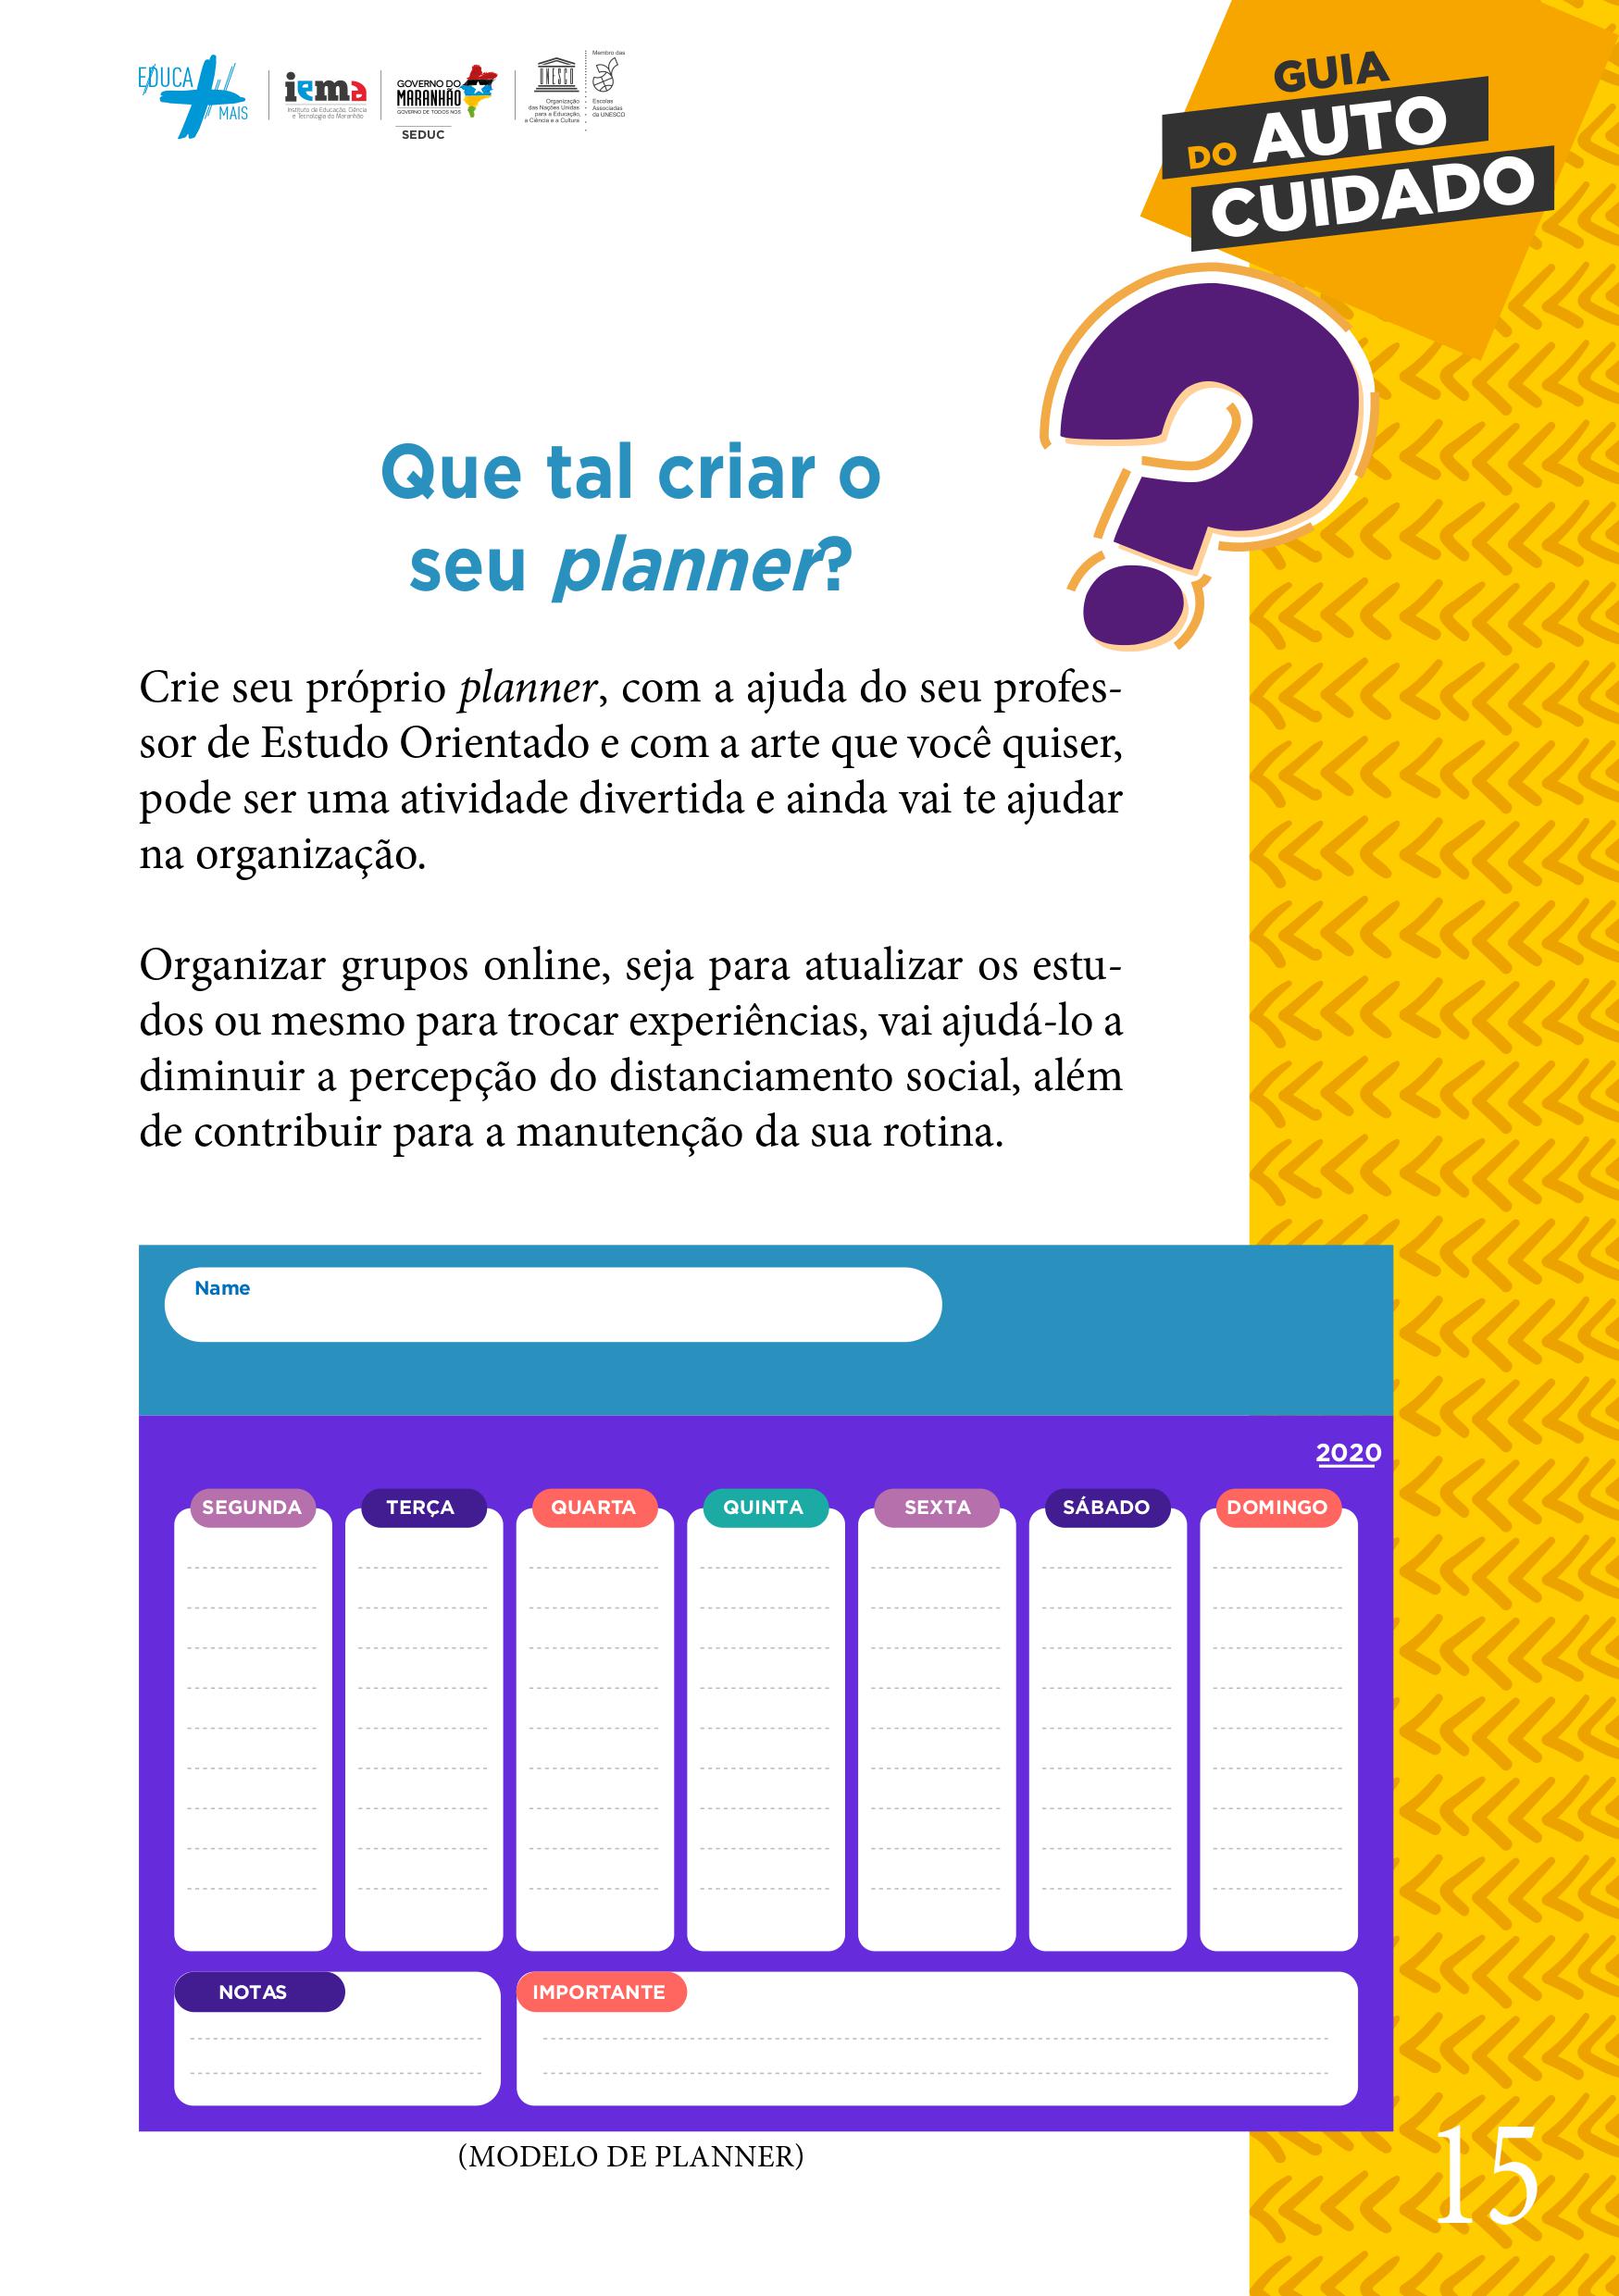 EDUCA
MAIS
iema
Instituto de Educação, Ciência
e Tecnologia do Maranhão
GOVERNO DO
MARANHÃO
GOVERNO DE TODOS NÓS
SEDUC
UNESCO
Organização
das Nações Unidas
para a Educação,
a Ciência e a Cultura
Membro das
Escolas
Associadas
da UNESCO
GUIA
DO AUTO
CUIDADO
Que tal criar o
seu planner?
Crie seu próprio planner, com a ajuda do seu profes-
sor de Estudo Orientado e com a arte que você quiser,
pode ser uma atividade divertida e ainda vai te ajudar
na organização.
Organizar grupos online, seja para atualizar os estu-
dos ou mesmo para trocar experiências, vai ajudá-lo a
diminuir a percepção do distanciamento social, além
de contribuir para a manutenção da sua rotina.
Name
2020
SEGUNDA TERÇA QUARTA QUINTA SEXTA SÁBADO DOMINGO
NOTAS IMPORTANTE
(MODELO DE PLANNER)
15